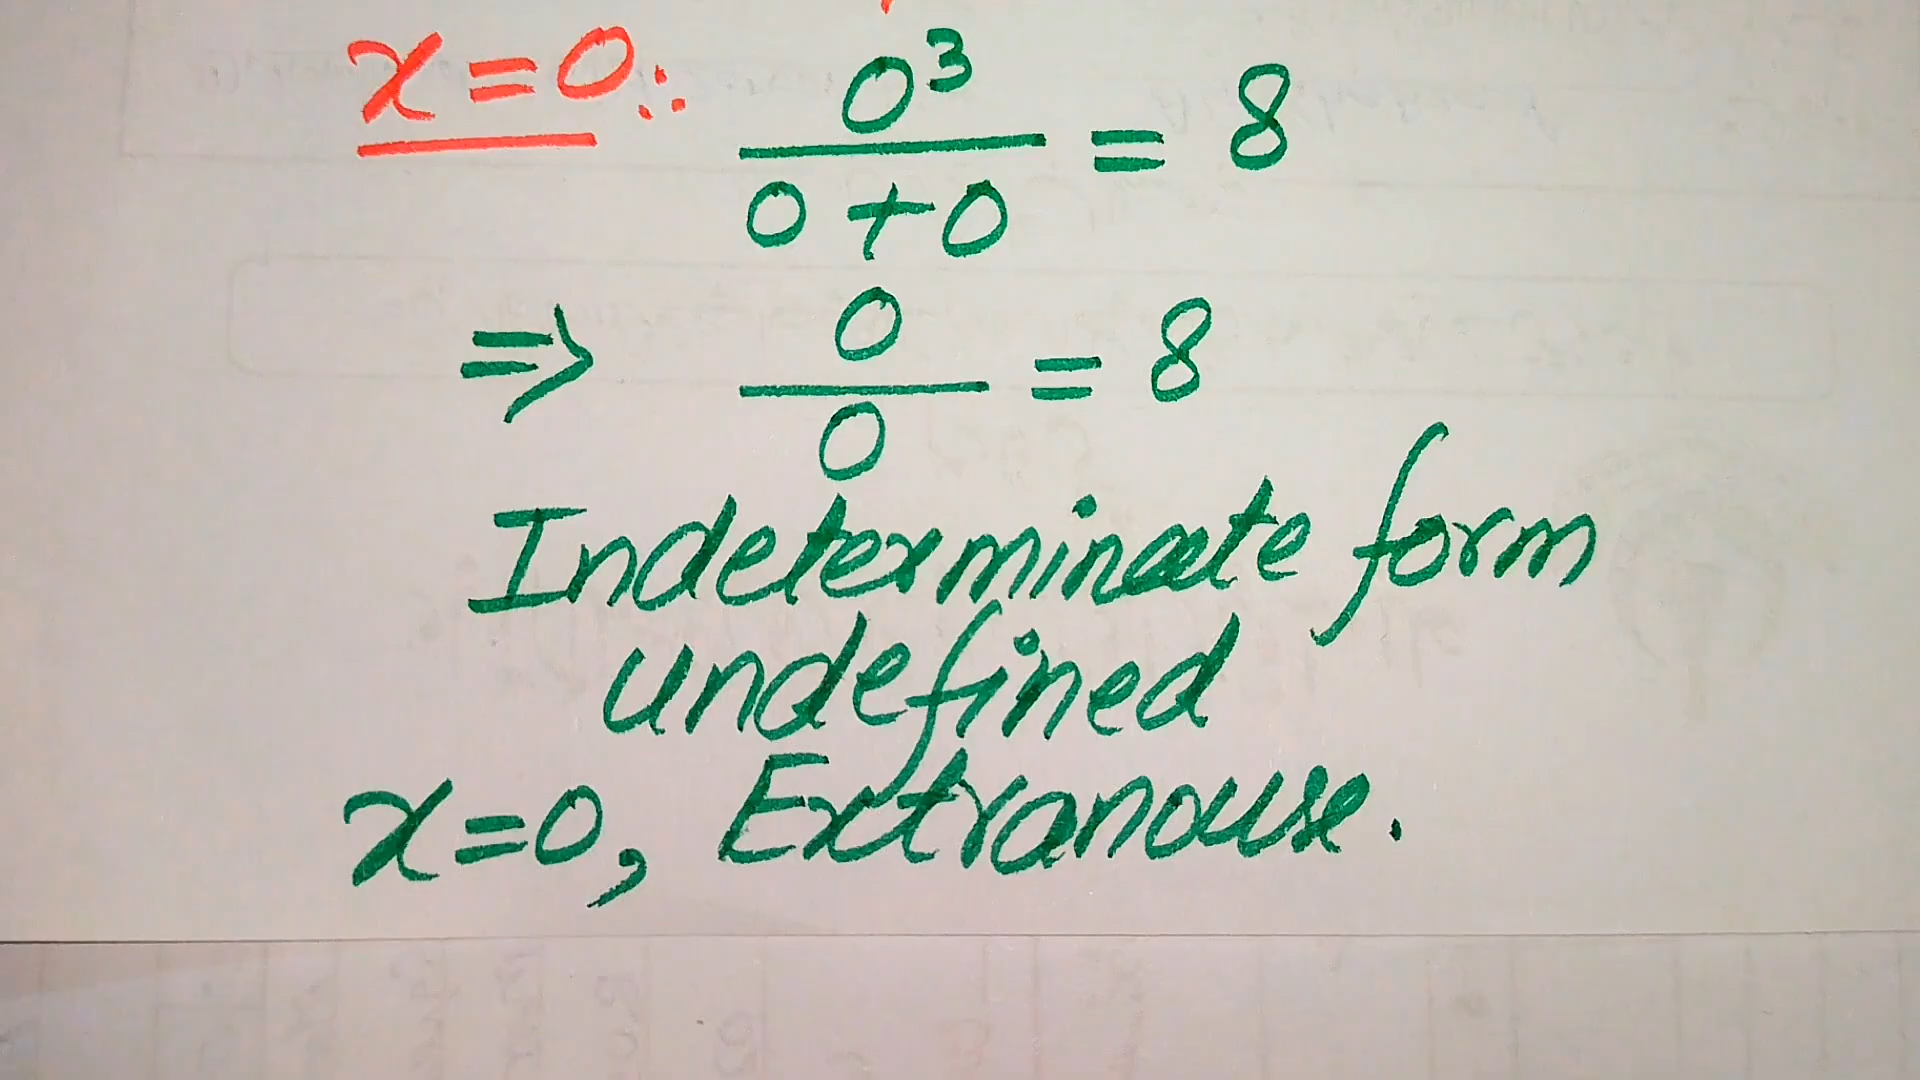 x=0:. 0³/(0+0) = 8
=> 0/0 = 8
Indeterminate form
undefined
x=0, Extranouse.